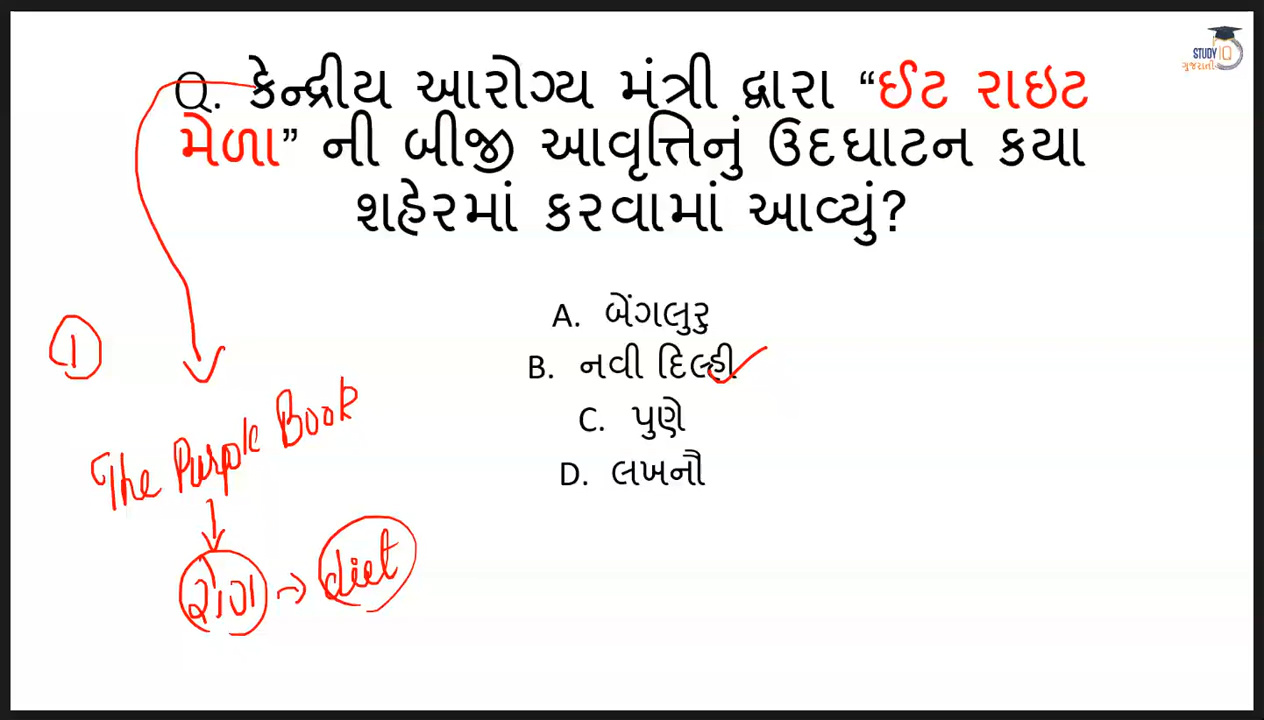 STUDY IQ
ગુજરાતી
Q. કેન્દ્રીય આરોગ્ય મંત્રી દ્વારા “ઈટ રાઇટ
મેળા” ની બીજી આવૃત્તિનું ઉદઘાટન કયા
શહેરમાં કરવામાં આવ્યું?
A. બેંગલુરુ
B. નવી દિલ્હી
C. પુણે
D. લખનૌ
1
The Purple Book
રોગ → diet